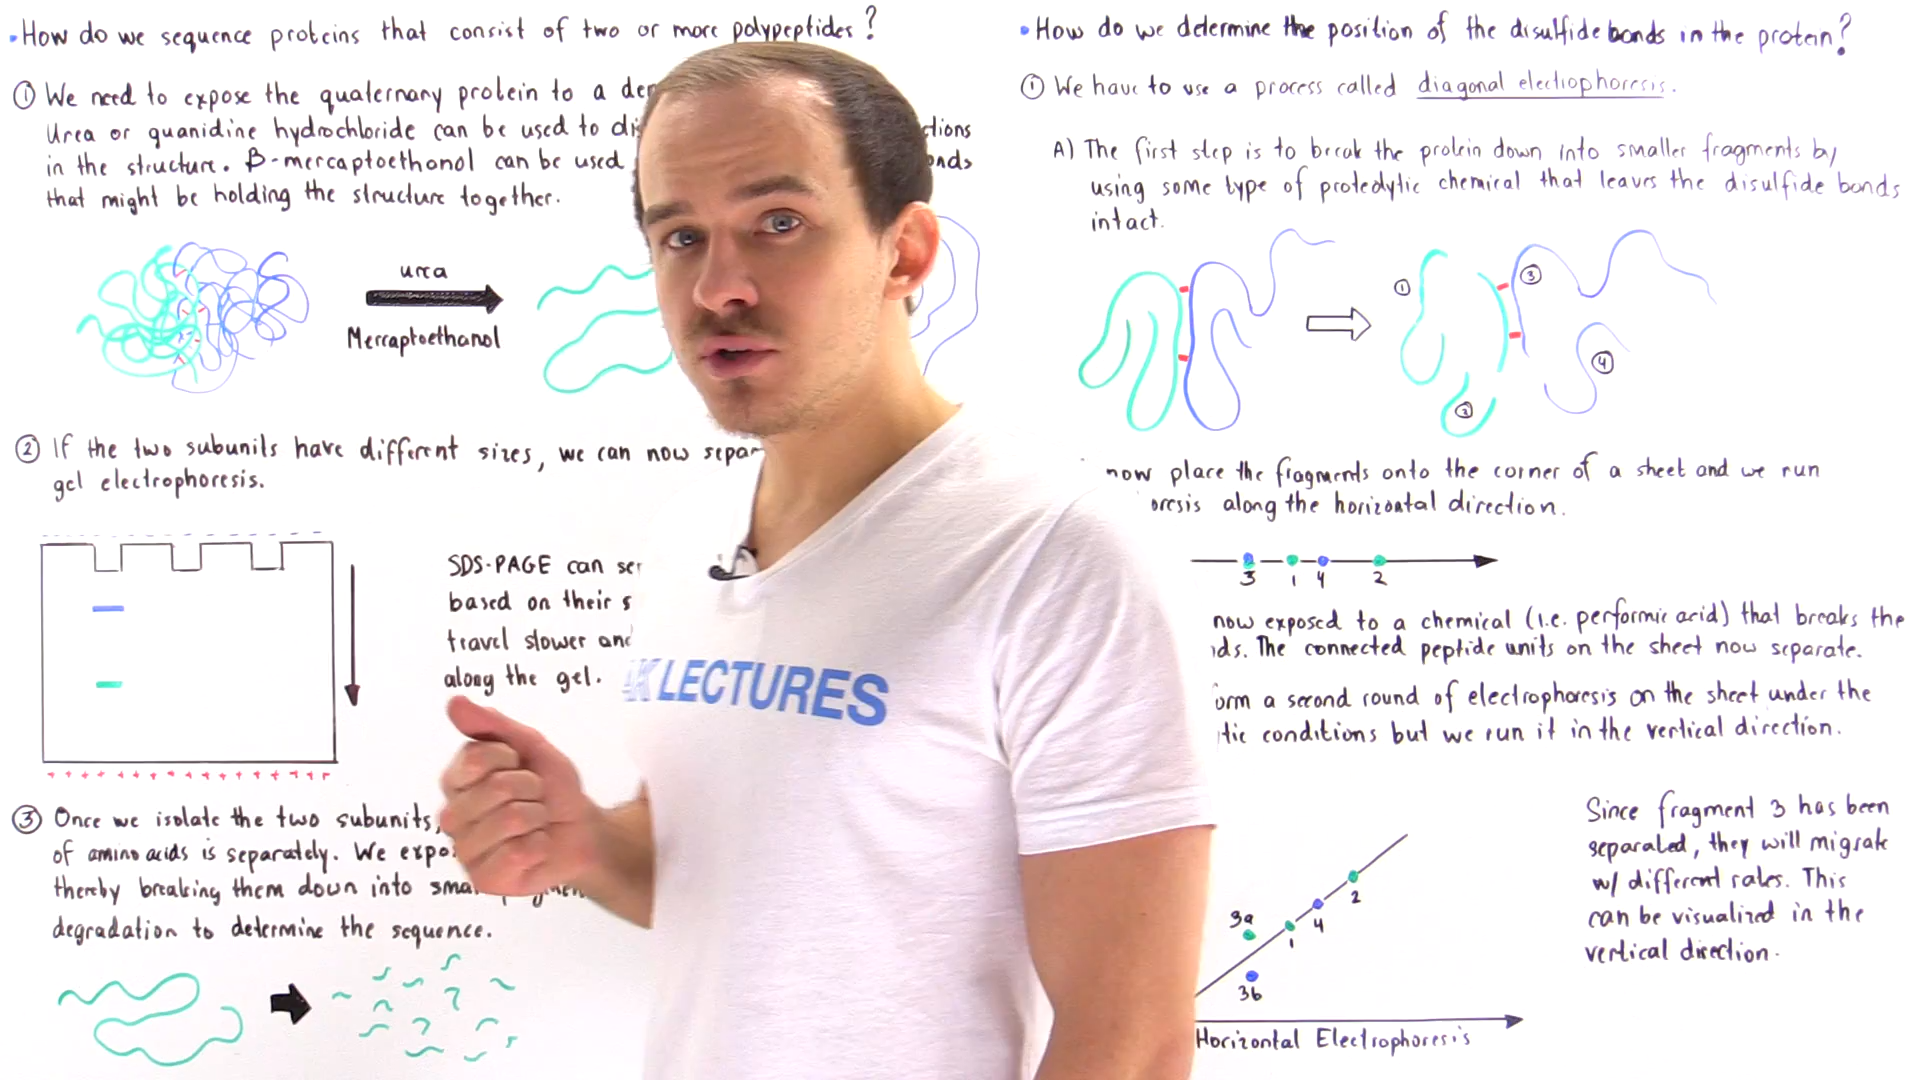 •How do we sequence proteins that consist of two or more polypeptides?
① We need to expose the quaternary protein to a
Urea or guanidine hydrochloride can be used to
in the structure. β-mercaptoethanol can be used
that might be holding the structure together.
urea
Mercaptoethanol
② If the two subunits have different sizes, we can now
gel electrophoresis.
SDS-PAGE can
based on their
travel slower and
along the gel.
+ + + + + + + + + + + + + + + + +
③ Once we isolate the two subunits,
of amino acids is separately. We
thereby breaking them down into
degradation to determine the sequence.
LECTURES
•How do we determine the position of the disulfide bonds in the protein?
① We have to use a process called diagonal electrophoresis.
A) The first step is to break the protein down into smaller fragments by
using some type of proteolytic chemical that leaves the disulfide bonds
intact.
① ③
④
②
now place the fragments onto the corner of a sheet and we run
along the horizontal direction.
3 1 4 2
now exposed to a chemical (i.e. performic acid) that breaks the
The connected peptide units on the sheet now separate.
a second round of electrophoresis on the sheet under the
conditions but we run it in the vertical direction.
3a 1 4 2
3b
Horizontal Electrophoresis
Since fragment 3 has been
separated, they will migrate
w/ different rates. This
can be visualized in the
vertical direction.